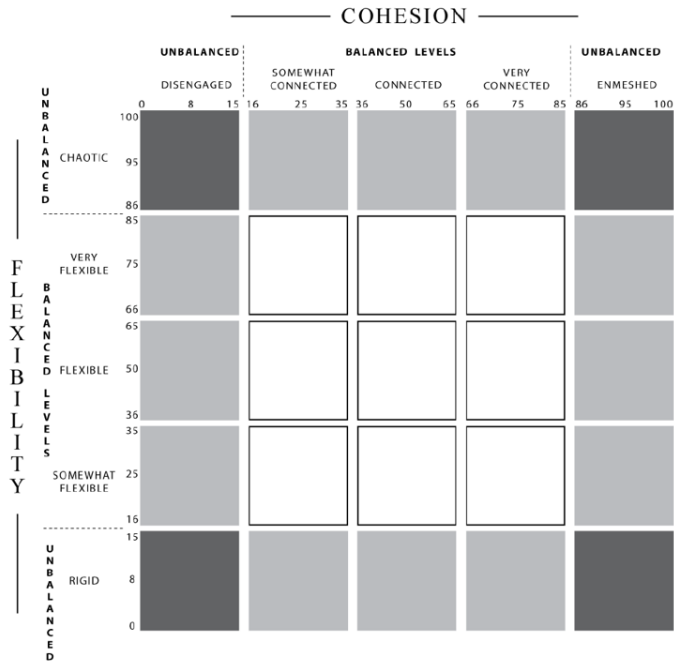 COHESION
UNBALANCED BALANCED LEVELS UNBALANCED
DISENGAGED SOMEWHAT CONNECTED CONNECTED VERY CONNECTED ENMESHED
0 8 15 16 25 35 36 50 65 66 75 85 86 95 100
FLEXIBILITY
UNBALANCED
CHAOTIC
100
95
86
BALANCED LEVELS
VERY FLEXIBLE
85
75
66
FLEXIBLE
65
50
36
SOMEWHAT FLEXIBLE
35
25
16
UNBALANCED
RIGID
15
8
0